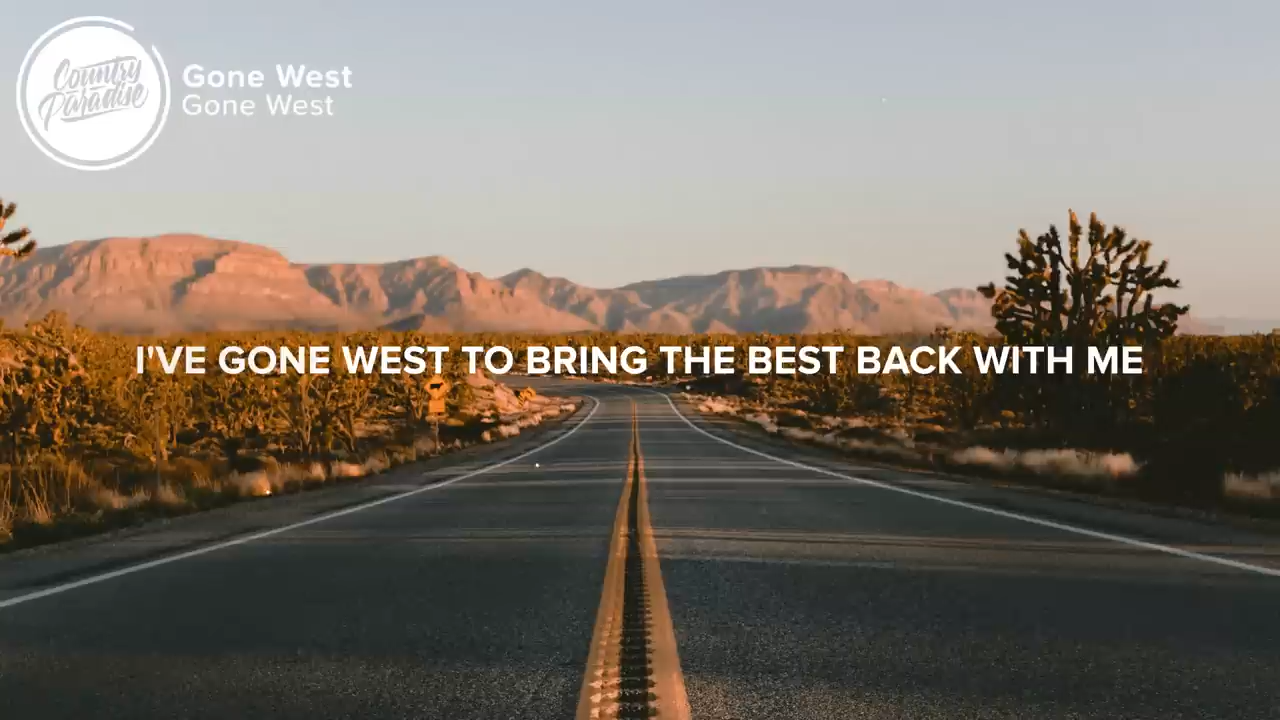 Country
Paradise
Gone West
Gone West
I'VE GONE WEST TO BRING THE BEST BACK WITH ME